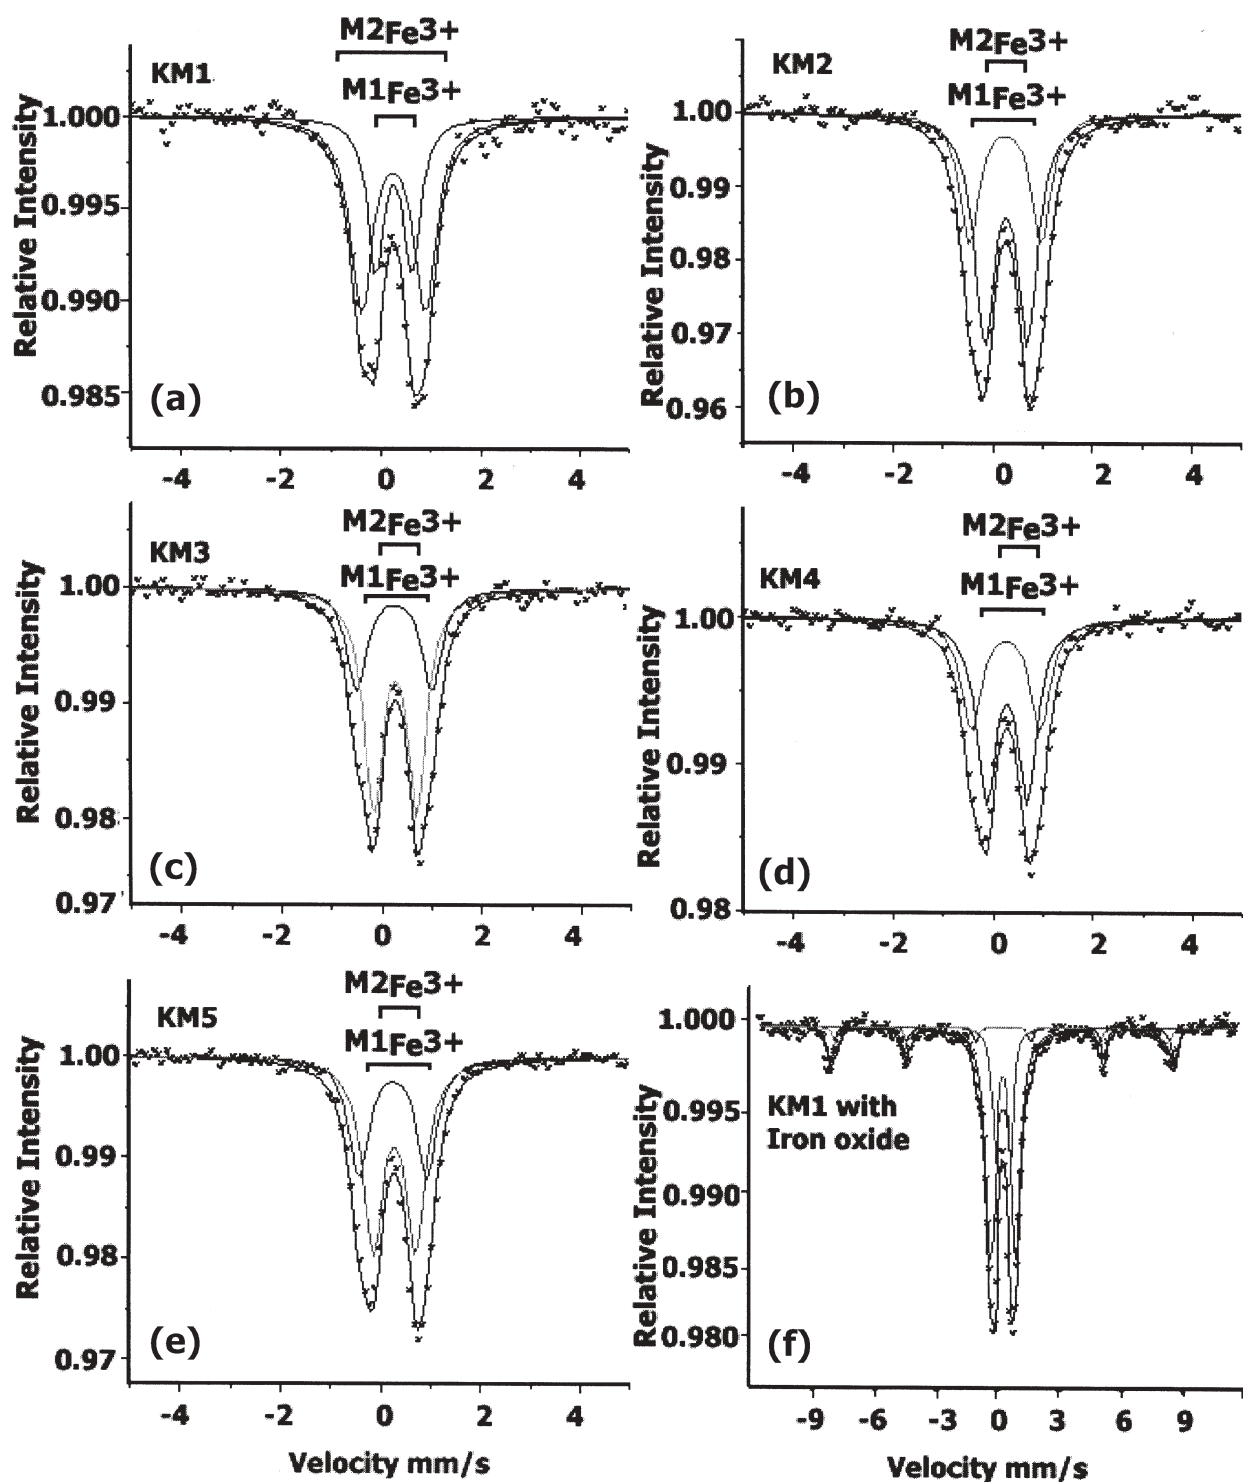 M2Fe3+
KM1
M1Fe3+
Relative Intensity
1.000
0.995
0.990
0.985
(a)
-4 -2 0 2 4
M2Fe3+
KM2
M1Fe3+
Relative Intensity
1.00
0.99
0.98
0.97
0.96
(b)
-4 -2 0 2 4
M2Fe3+
KM3
M1Fe3+
Relative Intensity
1.00
0.99
0.98
0.97
(c)
-4 -2 0 2 4
M2Fe3+
KM4
M1Fe3+
Relative Intensity
1.00
0.99
0.98
(d)
-4 -2 0 2 4
M2Fe3+
KM5
M1Fe3+
Relative Intensity
1.00
0.99
0.98
0.97
(e)
-4 -2 0 2 4
Velocity mm/s
1.000
0.995
0.990
0.985
0.980
Relative Intensity
KM1 with
Iron oxide
(f)
-9 -6 -3 0 3 6 9
Velocity mm/s